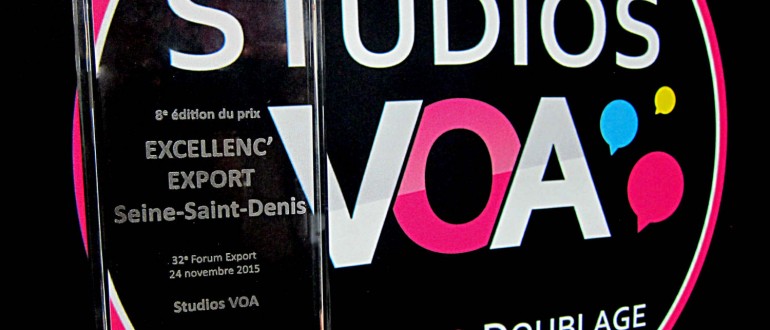 STUDIOS
VOA
DOUBLAGE
8e édition du prix
EXCELLENC'
EXPORT
Seine-Saint-Denis
32e Forum Export
24 novembre 2015
Studios VOA